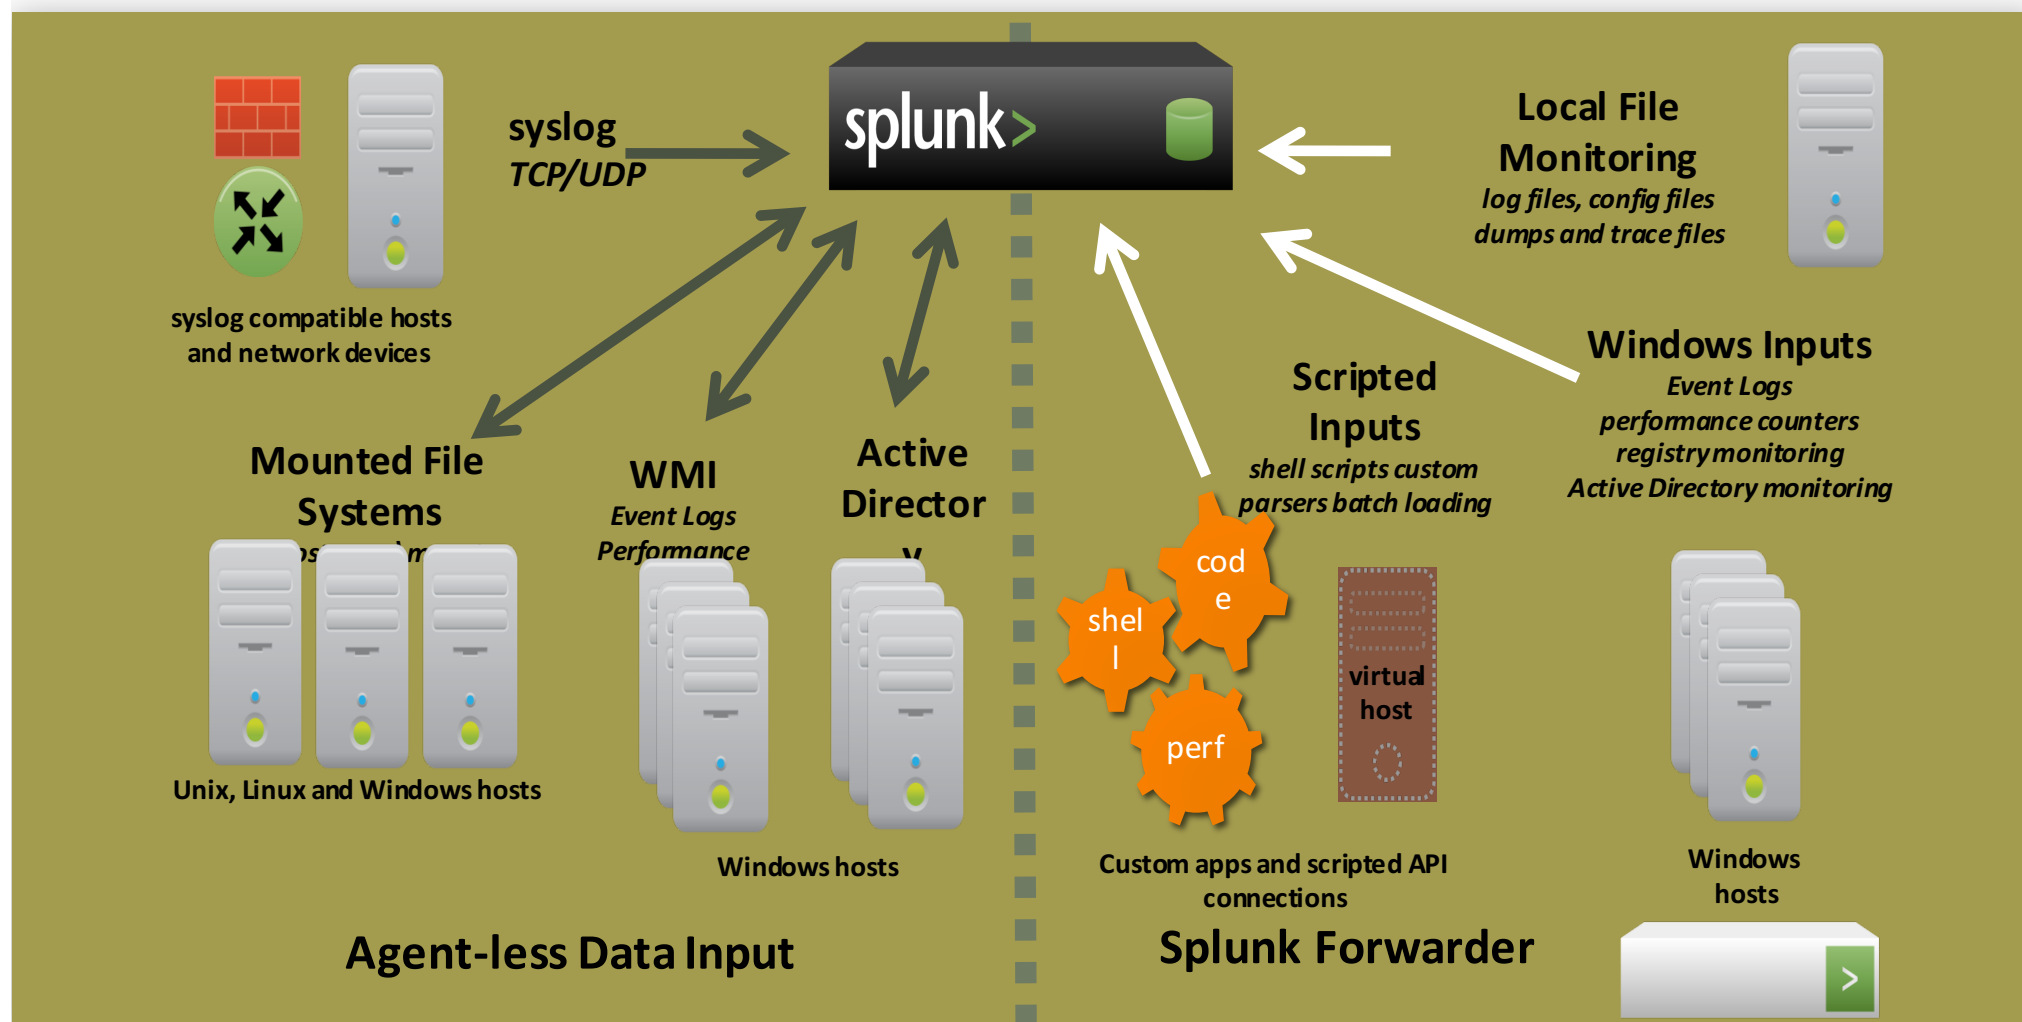 splunk>
syslog
TCP/UDP
syslog compatible hosts
and network devices
Mounted File
Systems
Unix, Linux and Windows hosts
WMI
Event Logs
Performance
Active
Director
y
Windows hosts
Agent-less Data Input
Local File
Monitoring
log files, config files
dumps and trace files
Windows Inputs
Event Logs
performance counters
registry monitoring
Active Directory monitoring
Scripted
Inputs
shell scripts custom
parsers batch loading
cod
e
shel
l
perf
virtual
host
Custom apps and scripted API
connections
Windows
hosts
Splunk Forwarder
>